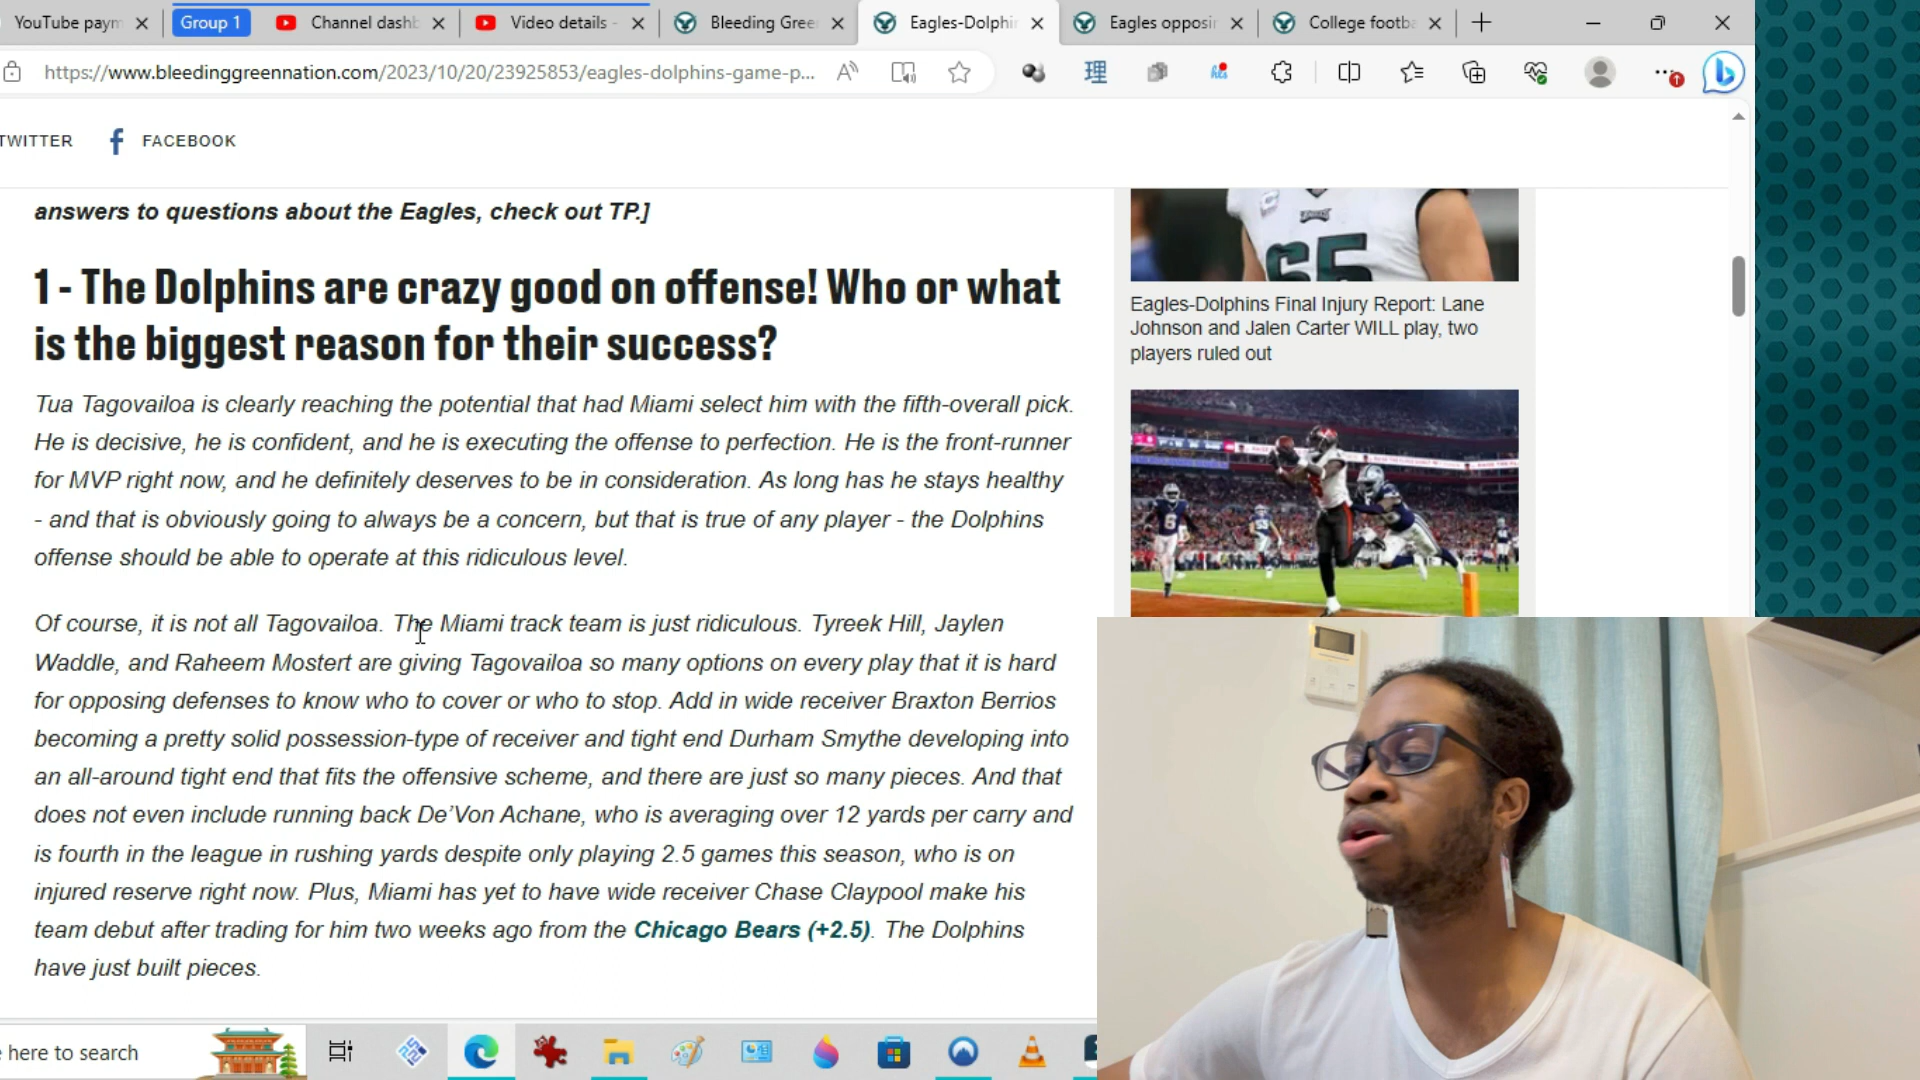 YouTube paym
Group 1
Channel dashb
Video details -
Bleeding Gree
Eagles-Dolphi
Eagles opposi
College footba
https://www.bleedinggreennation.com/2023/10/20/23925853/eagles-dolphins-game-p...
TWITTER
FACEBOOK
answers to questions about the Eagles, check out TP.]
1 - The Dolphins are crazy good on offense! Who or what
is the biggest reason for their success?
Tua Tagovailoa is clearly reaching the potential that had Miami select him with the fifth-overall pick.
He is decisive, he is confident, and he is executing the offense to perfection. He is the front-runner
for MVP right now, and he definitely deserves to be in consideration. As long has he stays healthy
- and that is obviously going to always be a concern, but that is true of any player - the Dolphins
offense should be able to operate at this ridiculous level.
Of course, it is not all Tagovailoa. The Miami track team is just ridiculous. Tyreek Hill, Jaylen
Waddle, and Raheem Mostert are giving Tagovailoa so many options on every play that it is hard
for opposing defenses to know who to cover or who to stop. Add in wide receiver Braxton Berrios
becoming a pretty solid possession-type of receiver and tight end Durham Smythe developing into
an all-around tight end that fits the offensive scheme, and there are just so many pieces. And that
does not even include running back De’Von Achane, who is averaging over 12 yards per carry and
is fourth in the league in rushing yards despite only playing 2.5 games this season, who is on
injured reserve right now. Plus, Miami has yet to have wide receiver Chase Claypool make his
team debut after trading for him two weeks ago from the Chicago Bears (+2.5). The Dolphins
have just built pieces.
EAGLES
65
Eagles-Dolphins Final Injury Report: Lane
Johnson and Jalen Carter WILL play, two
players ruled out
here to search